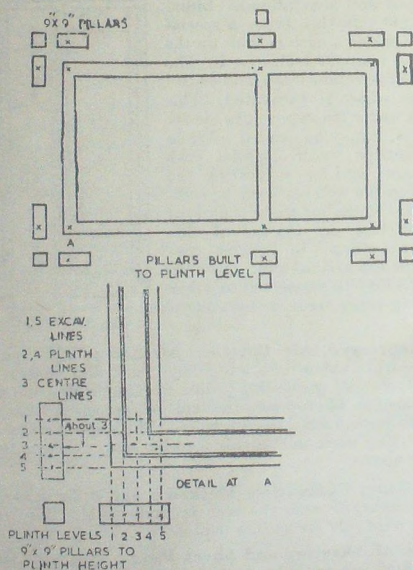 9"X 9" PILLARS
A
PILLARS BUILT
TO PLINTH LEVEL
1,5 EXCAV.
LINES
2,4 PLINTH
LINES
3 CENTRE
LINES
1
2
3
4
5
About 3
DETAIL AT A
1 2 3 4 5
PLINTH LEVELS
9"x 9" PILLARS TO
PLINTH HEIGHT